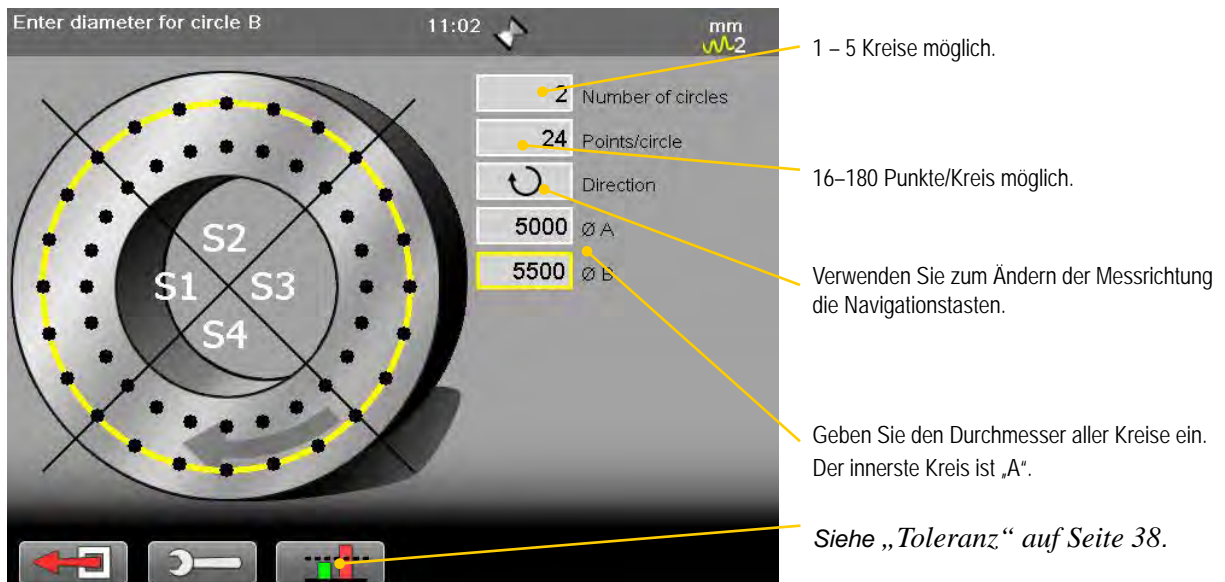 Enter diameter for circle B
11:02
mm
2
2 Number of circles
24 Points/circle
Direction
5000 Ø A
5500 Ø B
S2
S1 S3
S4
1 – 5 Kreise möglich.
16–180 Punkte/Kreis möglich.
Verwenden Sie zum Ändern der Messrichtung
die Navigationstasten.
Geben Sie den Durchmesser aller Kreise ein.
Der innerste Kreis ist „A“.
Siehe „Toleranz“ auf Seite 38.